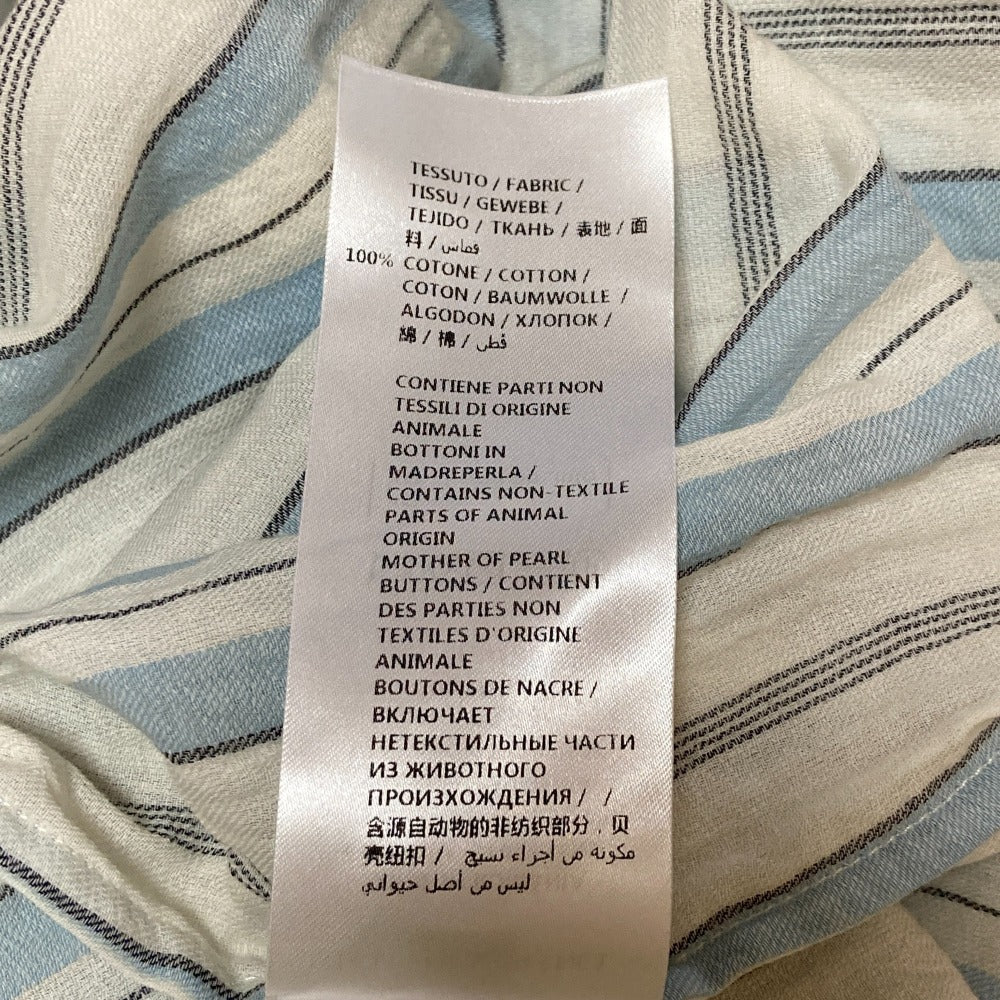 TESSUTO / FABRIC /
TISSU / GEWEBE /
TEJIDO / ТКАНЬ / 表地 / 面
料 / قماس
100% COTONE / COTTON /
COTON / BAUMWOLLE /
ALGODON / ХЛОПОК /
綿 / 棉 / قطن
CONTIENE PARTI NON
TESSILI DI ORIGINE
ANIMALE
BOTTONI IN
MADREPERLA /
CONTAINS NON-TEXTILE
PARTS OF ANIMAL
ORIGIN
MOTHER OF PEARL
BUTTONS / CONTIENT
DES PARTIES NON
TEXTILES D'ORIGINE
ANIMALE
BOUTONS DE NACRE /
ВКЛЮЧАЕТ
НЕТЕКСТИЛЬНЫЕ ЧАСТИ
ИЗ ЖИВОТНОГО
ПРОИЗХОЖДЕНИЯ / /
含源自动物的非纺织部分 . 贝
壳纽扣 / مكونه من أجراء نسيج
ليس من أصل حيواني.